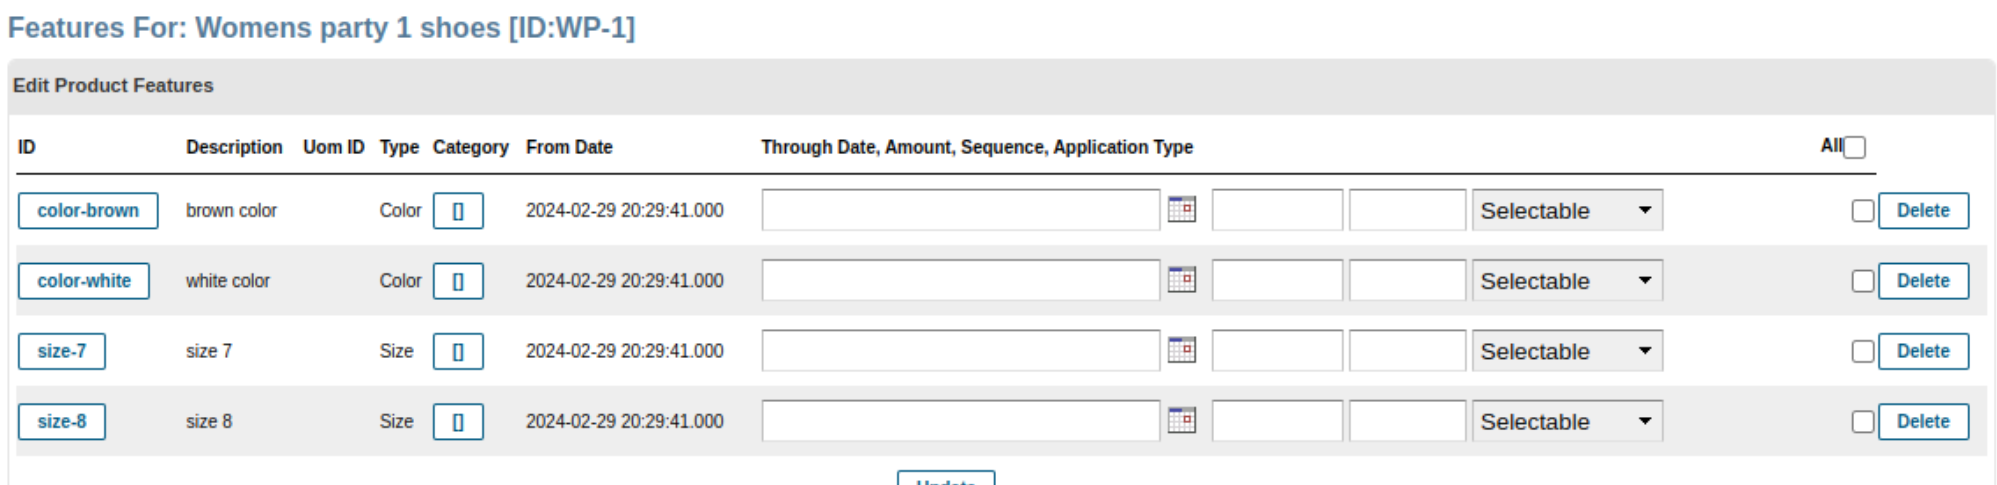 Features For: Womens party 1 shoes [ID:WP-1]
Edit Product Features
ID Description Uom ID Type Category From Date Through Date, Amount, Sequence, Application Type All
color-brown brown color Color [] 2024-02-29 20:29:41.000 Selectable Delete
color-white white color Color [] 2024-02-29 20:29:41.000 Selectable Delete
size-7 size 7 Size [] 2024-02-29 20:29:41.000 Selectable Delete
size-8 size 8 Size [] 2024-02-29 20:29:41.000 Selectable Delete
Update